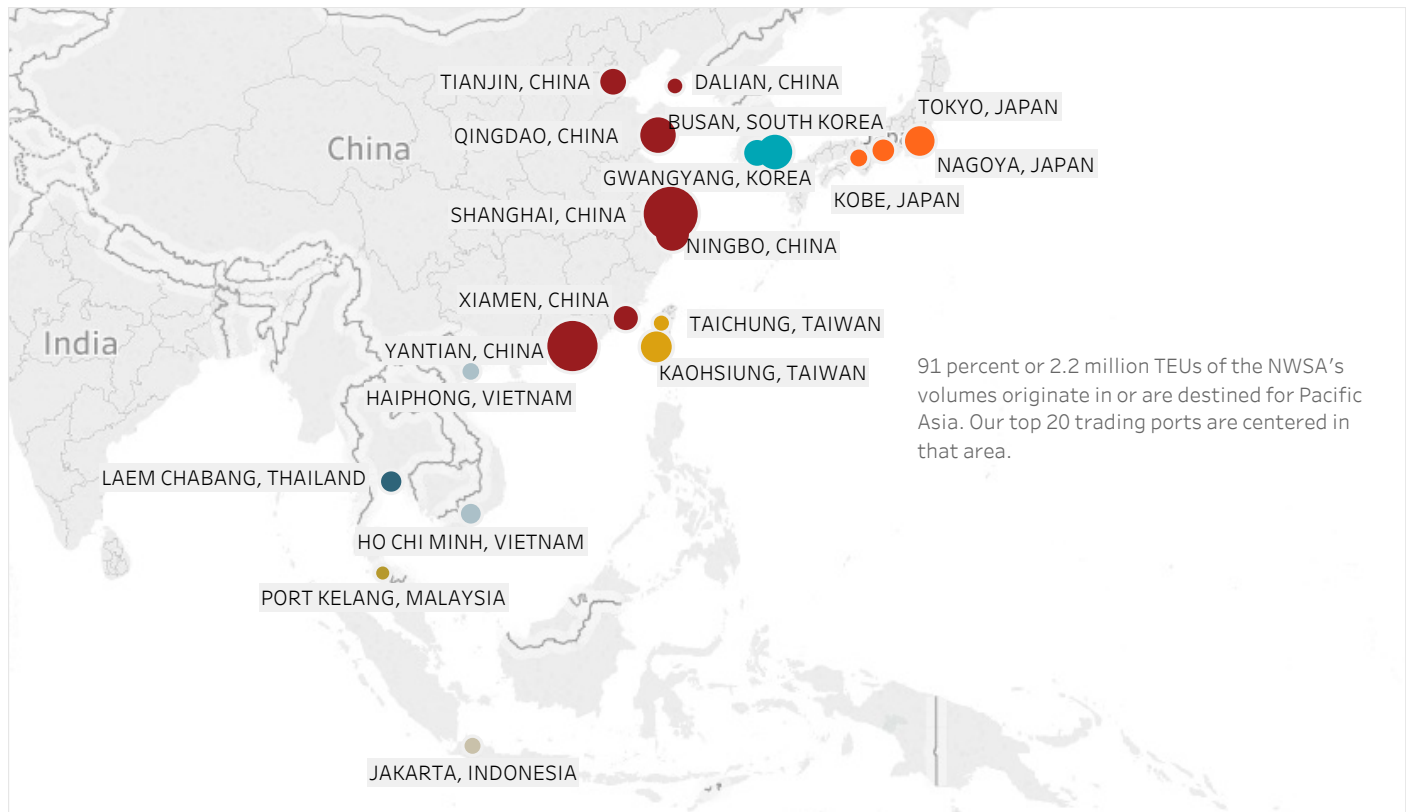 TIANJIN, CHINA
DALIAN, CHINA
TOKYO, JAPAN
BUSAN, SOUTH KOREA
QINGDAO, CHINA
China
NAGOYA, JAPAN
GWANGYANG, KOREA
KOBE, JAPAN
SHANGHAI, CHINA
NINGBO, CHINA
XIAMEN, CHINA
TAICHUNG, TAIWAN
India
YANTIAN, CHINA
KAOHSIUNG, TAIWAN
HAIPHONG, VIETNAM
91 percent or 2.2 million TEUs of the NWSA's
volumes originate in or are destined for Pacific
Asia. Our top 20 trading ports are centered in
that area.
LAEM CHABANG, THAILAND
HO CHI MINH, VIETNAM
PORT KELANG, MALAYSIA
JAKARTA, INDONESIA